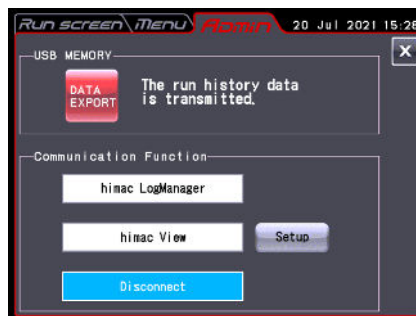 Run screen Menu Admin 20 Jul 2021 15:28
USB MEMORY
X
DATA EXPORT
The run history data
is transmitted.
Communication Function
himac LogManager
himac View
Setup
Disconnect